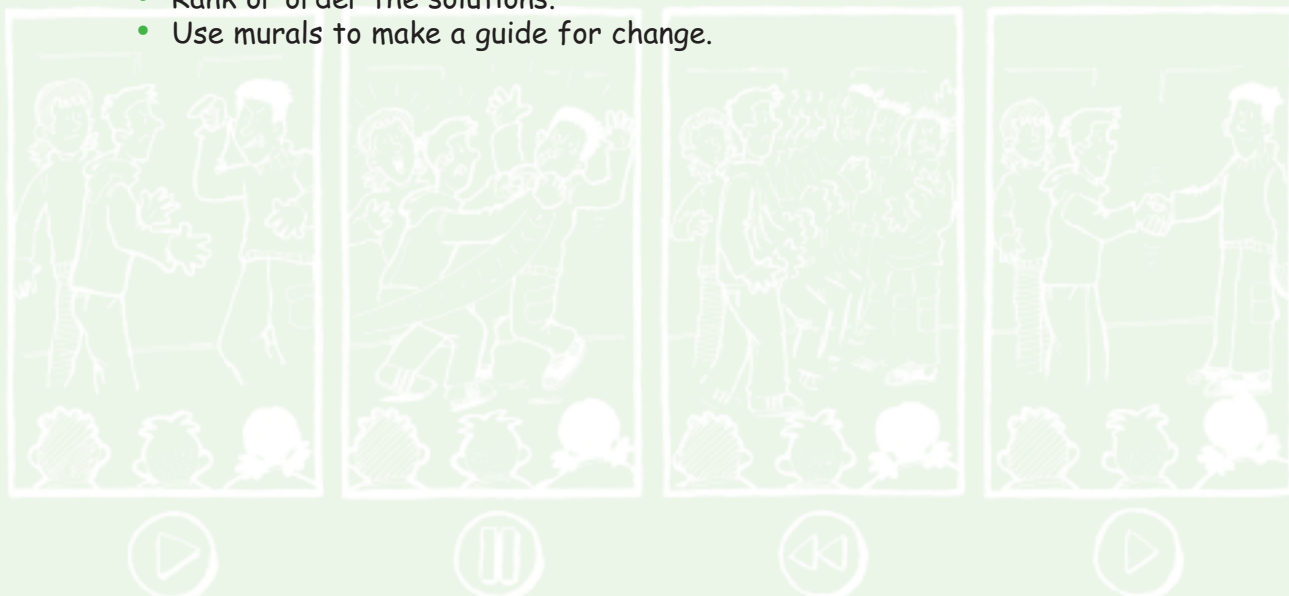 • Rank or order the solutions.
• Use murals to make a guide for change.